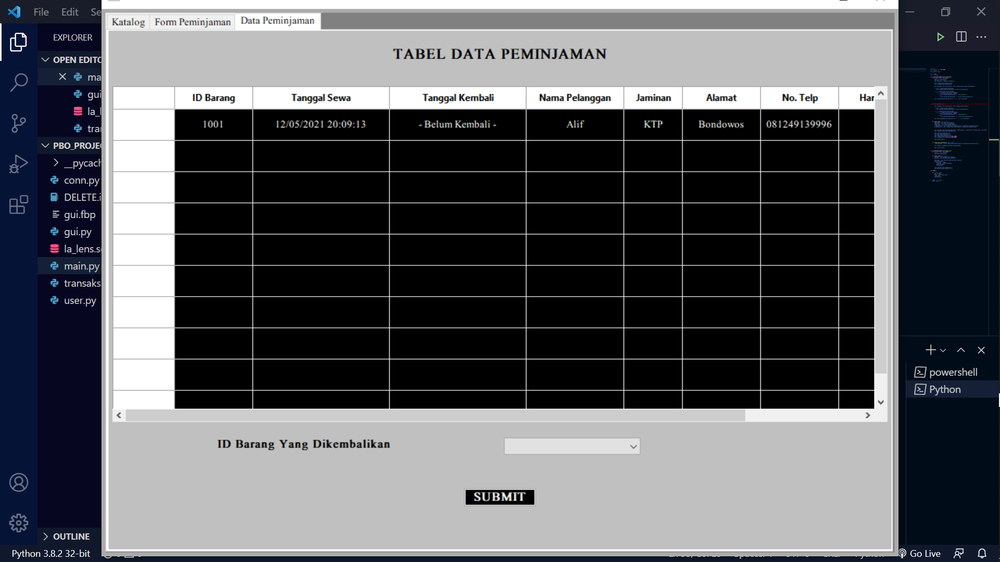 File Edit Se
Katalog Form Peminjaman Data Peminjaman
EXPLORER
TABEL DATA PEMINJAMAN
OPEN EDITO
ma
gui
la_l
tra
PBO_PROJE
__pycach
conn.py
DELETE.i
gui.fbp
gui.py
la_lens.s
main.py
transaks
user.py
OUTLINE
ID Barang Tanggal Sewa Tanggal Kembali Nama Pelanggan Jaminan Alamat No. Telp Har
1001 12/05/2021 20:09:13 - Belum Kembali - Alif KTP Bondowos 081249139996
ID Barang Yang Dikembalikan
SUBMIT
powershell
Python
Python 3.8.2 32-bit
Go Live